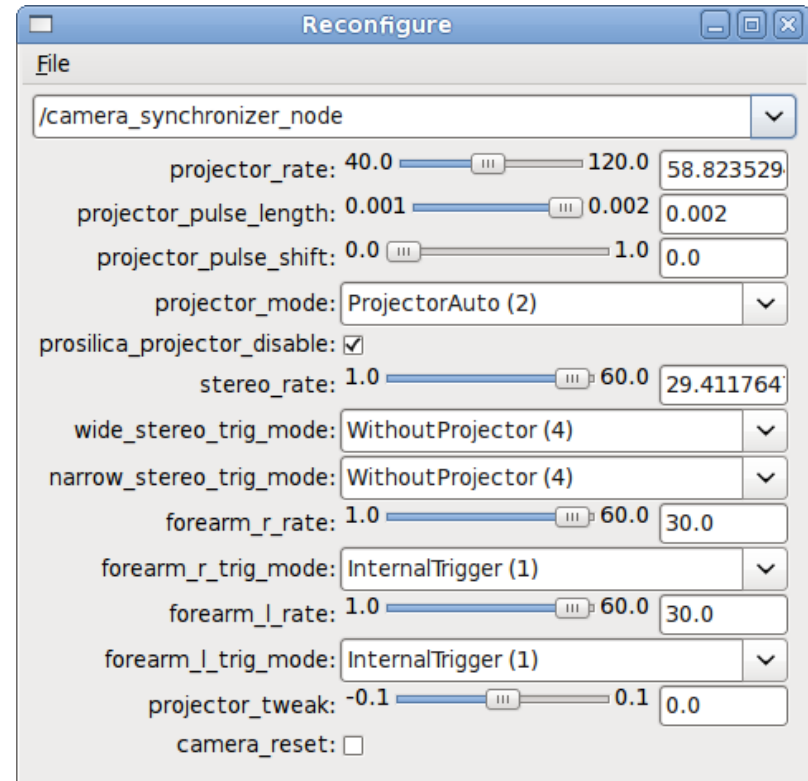 Reconfigure
File
/camera_synchronizer_node
projector_rate: 40.0 120.0 58.8235294
projector_pulse_length: 0.001 0.002 0.002
projector_pulse_shift: 0.0 1.0 0.0
projector_mode: ProjectorAuto (2)
prosilica_projector_disable:
stereo_rate: 1.0 60.0 29.4117647
wide_stereo_trig_mode: WithoutProjector (4)
narrow_stereo_trig_mode: WithoutProjector (4)
forearm_r_rate: 1.0 60.0 30.0
forearm_r_trig_mode: InternalTrigger (1)
forearm_l_rate: 1.0 60.0 30.0
forearm_l_trig_mode: InternalTrigger (1)
projector_tweak: -0.1 0.1 0.0
camera_reset: